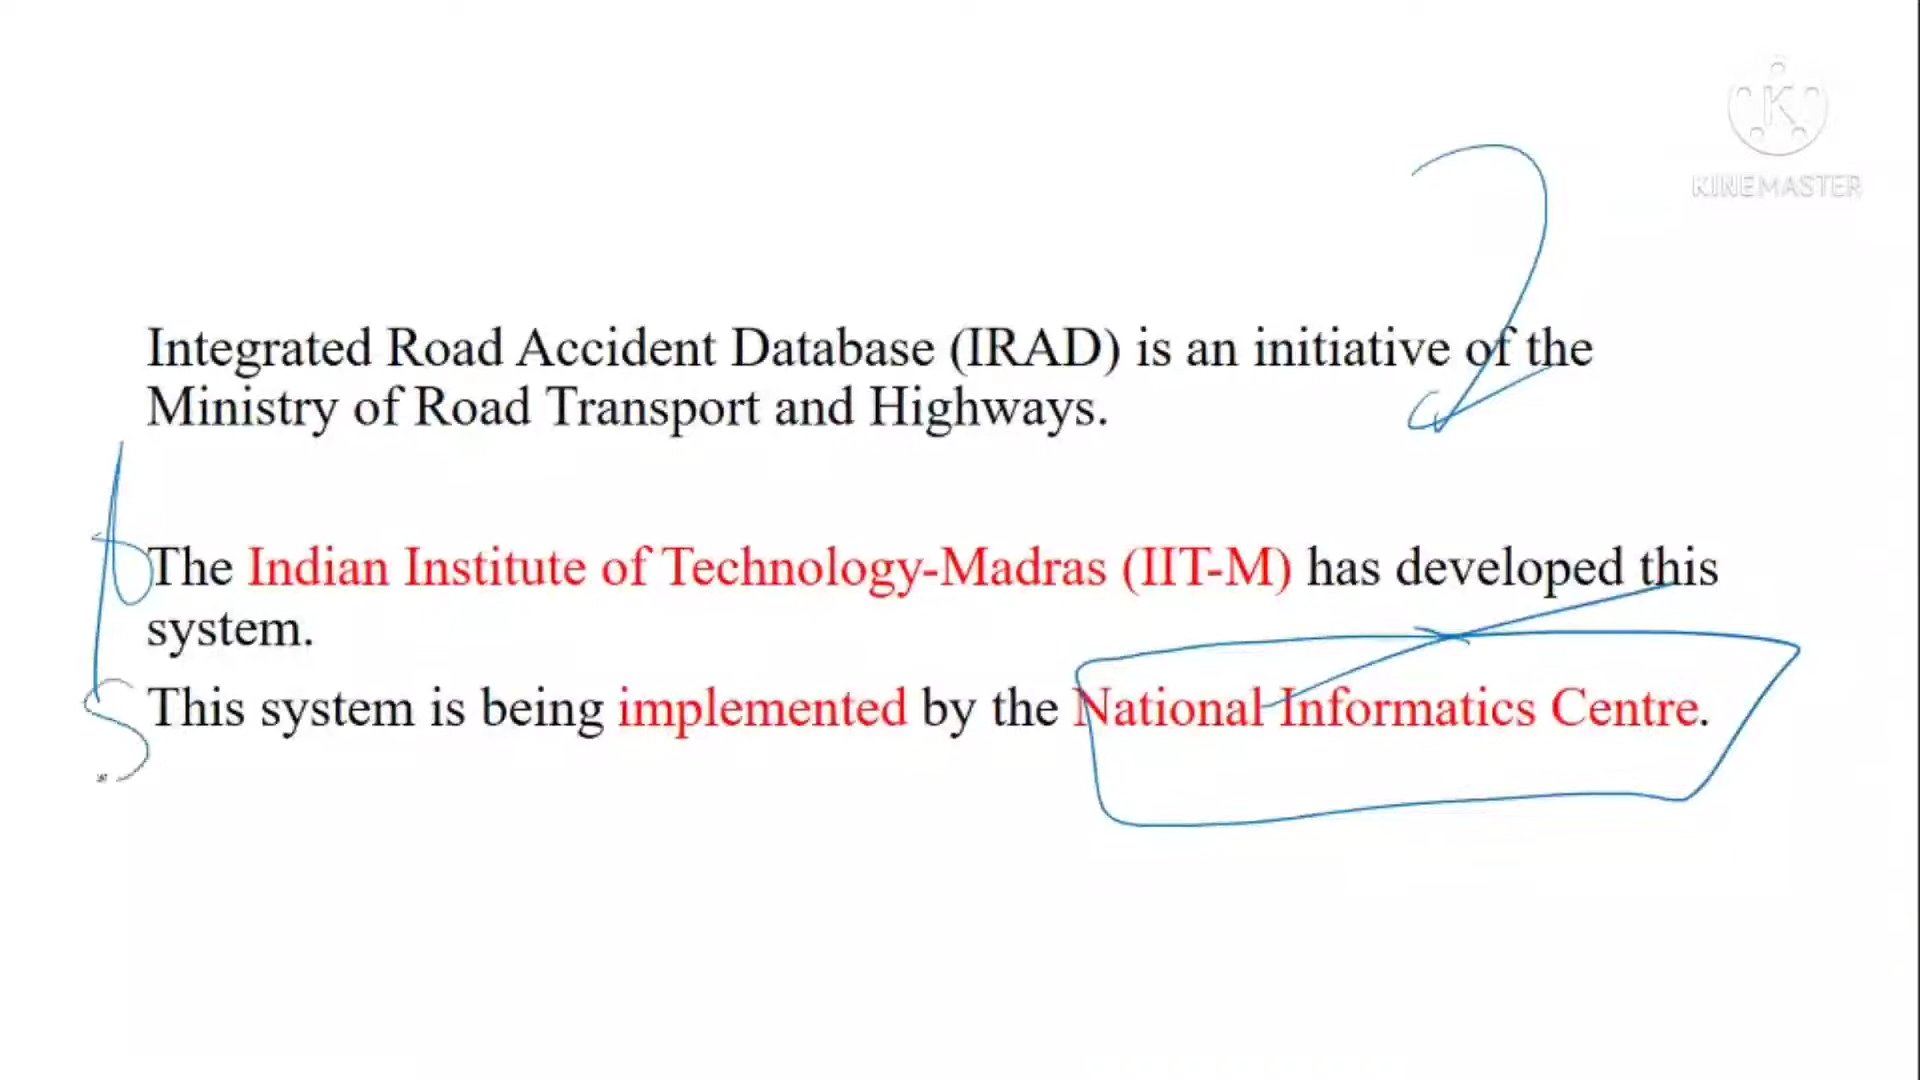 KINEMASTER
Integrated Road Accident Database (IRAD) is an initiative of the
Ministry of Road Transport and Highways.
The Indian Institute of Technology-Madras (IIT-M) has developed this
system.
This system is being implemented by the National Informatics Centre.